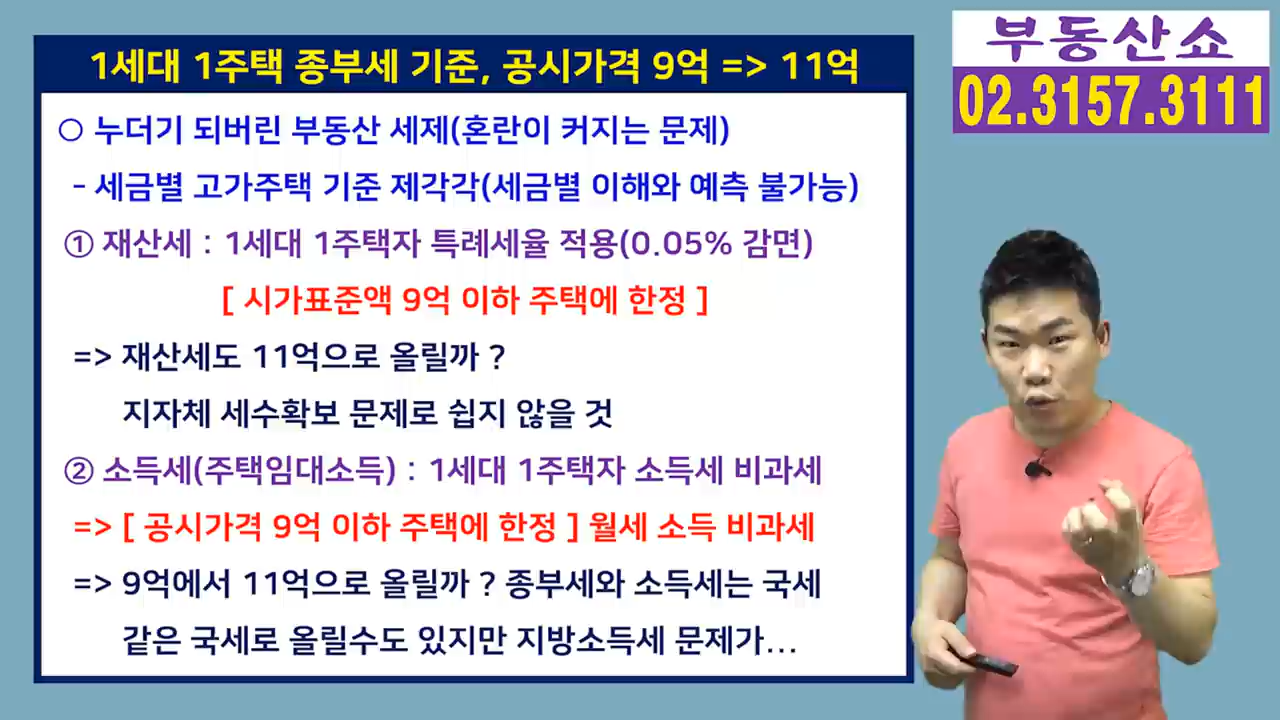 1세대 1주택 종부세 기준, 공시가격 9억 => 11억
○ 누더기 되버린 부동산 세제(혼란이 커지는 문제)
- 세금별 고가주택 기준 제각각(세금별 이해와 예측 불가능)
① 재산세 : 1세대 1주택자 특례세율 적용(0.05% 감면)
[ 시가표준액 9억 이하 주택에 한정 ]
=> 재산세도 11억으로 올릴까 ?
지자체 세수확보 문제로 쉽지 않을 것
② 소득세(주택임대소득) : 1세대 1주택자 소득세 비과세
=> [ 공시가격 9억 이하 주택에 한정 ] 월세 소득 비과세
=> 9억에서 11억으로 올릴까 ? 종부세와 소득세는 국세
같은 국세로 올릴수도 있지만 지방소득세 문제가...
부동산쇼
02.3157.3111